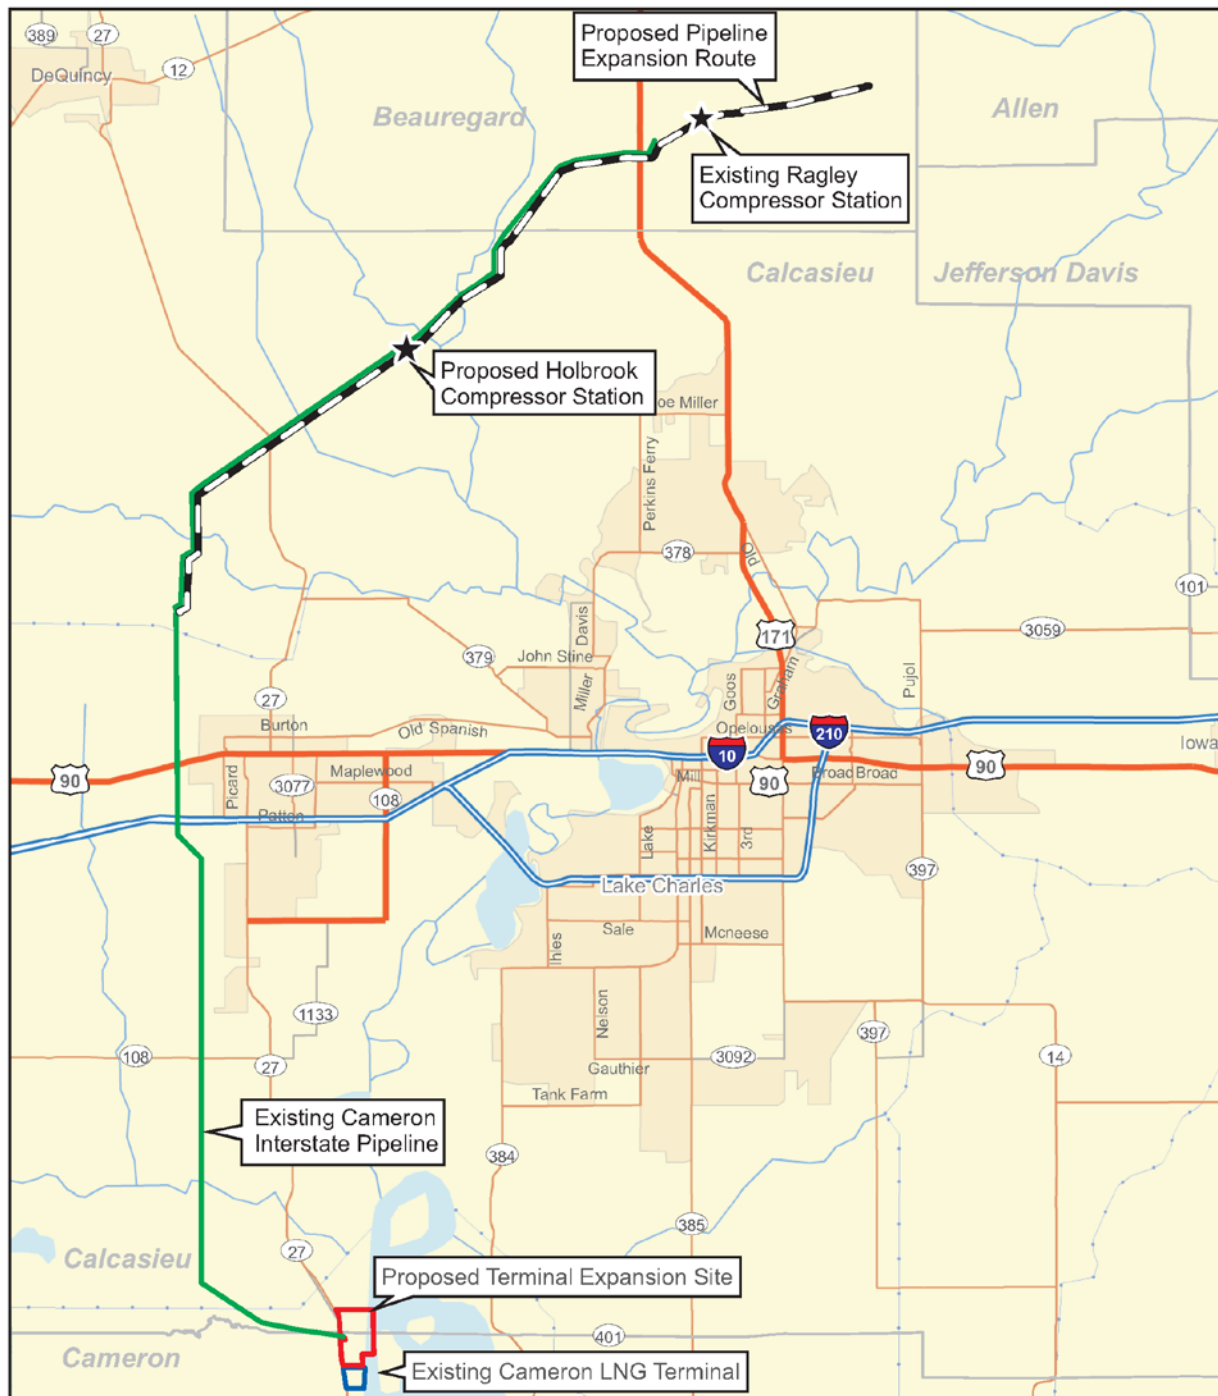 389
27
Proposed Pipeline
Expansion Route
12
DeQuincy
Beauregard
Allen
Existing Ragley
Compressor Station
Calcasieu
Jefferson Davis
Proposed Holbrook
Compressor Station
oe Miller
Perkins Ferry
378
Old
101
Davis
171
3059
John Stine
379
Graham
Pujol
Goos
Miller
27
Burton
Old Spanish
Opelousas
210
10
Iowa
90
Maplewood
Mill
90
Broad
Broad
90
Picard
3077
108
Patton
Kirkman
3rd
Lake
397
Lake Charles
Sale
Mcneese
Ihles
Nelson
1133
397
108
27
3092
14
Gauthier
Tank Farm
Existing Cameron
Interstate Pipeline
384
385
27
Calcasieu
Proposed Terminal Expansion Site
401
Cameron
Existing Cameron LNG Terminal